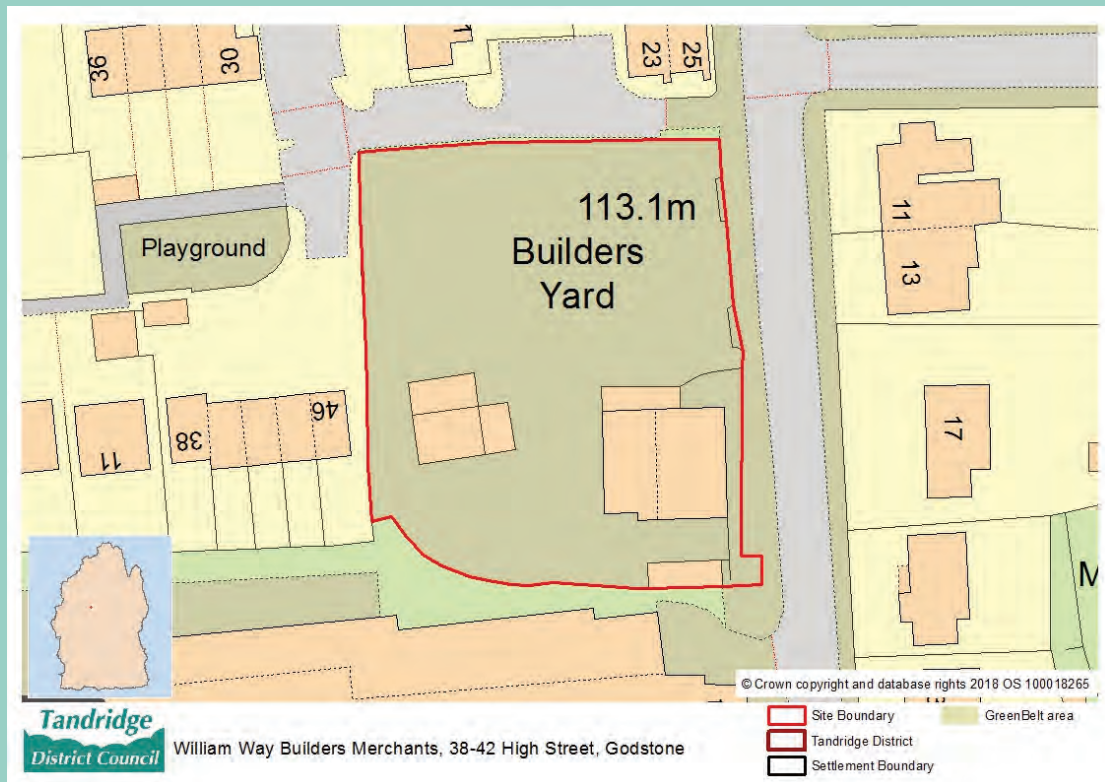 36
30
1
23
25
113.1m
Builders
Yard
11
13
Playground
46
38
11
17
M
© Crown copyright and database rights 2018 OS 100018265
Tandridge
District Council
William Way Builders Merchants, 38-42 High Street, Godstone
Site Boundary
GreenBelt area
Tandridge District
Settlement Boundary